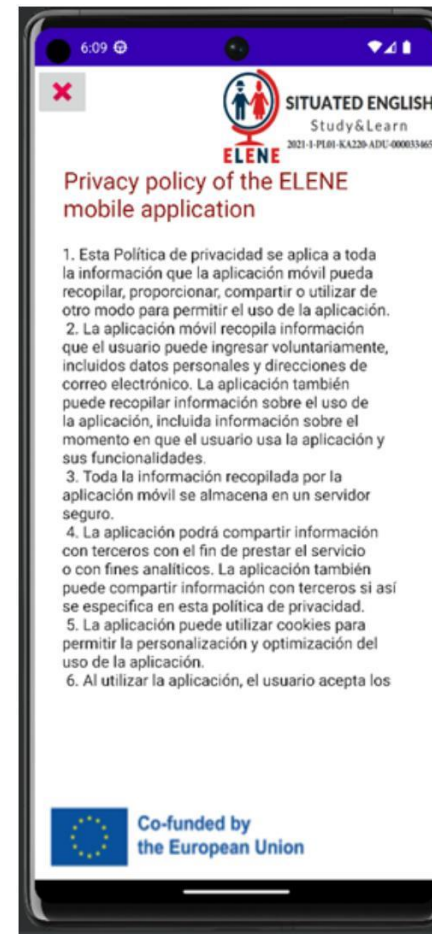 6:09
SITUATED ENGLISH
Study&Learn
2021-1-PL01-KA220-ADU-000033465
ELENE
Privacy policy of the ELENE
mobile application
1. Esta Política de privacidad se aplica a toda
la información que la aplicación móvil pueda
recopilar, proporcionar, compartir o utilizar de
otro modo para permitir el uso de la aplicación.
2. La aplicación móvil recopila información
que el usuario puede ingresar voluntariamente,
incluidos datos personales y direcciones de
correo electrónico. La aplicación también
puede recopilar información sobre el uso de
la aplicación, incluida información sobre el
momento en que el usuario usa la aplicación y
sus funcionalidades.
3. Toda la información recopilada por la
aplicación móvil se almacena en un servidor
seguro.
4. La aplicación podrá compartir información
con terceros con el fin de prestar el servicio
o con fines analíticos. La aplicación también
puede compartir información con terceros si así
se especifica en esta política de privacidad.
5. La aplicación puede utilizar cookies para
permitir la personalización y optimización del
uso de la aplicación.
6. Al utilizar la aplicación, el usuario acepta los
Co-funded by
the European Union